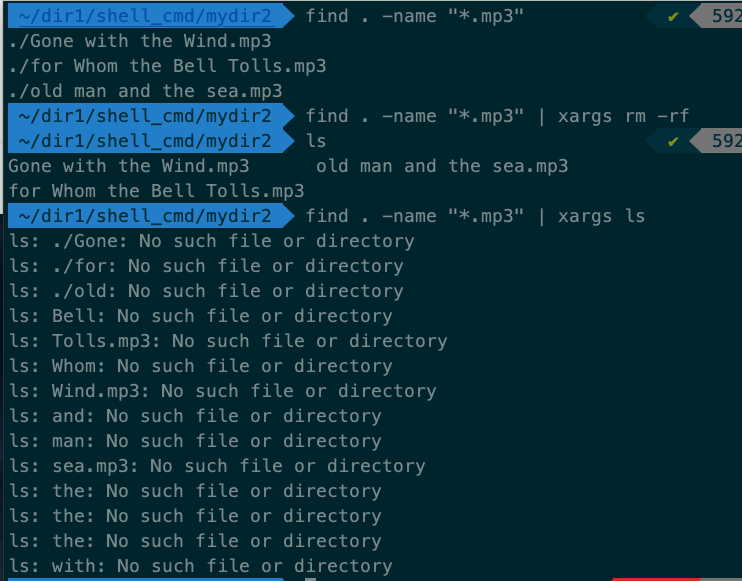 ~/dir1/shell_cmd/mydir2 find . -name "*.mp3" ✔ 592
./Gone with the Wind.mp3
./for Whom the Bell Tolls.mp3
./old man and the sea.mp3
~/dir1/shell_cmd/mydir2 find . -name "*.mp3" | xargs rm -rf
~/dir1/shell_cmd/mydir2 ls ✔ 592
Gone with the Wind.mp3 old man and the sea.mp3
for Whom the Bell Tolls.mp3
~/dir1/shell_cmd/mydir2 find . -name "*.mp3" | xargs ls
ls: ./Gone: No such file or directory
ls: ./for: No such file or directory
ls: ./old: No such file or directory
ls: Bell: No such file or directory
ls: Tolls.mp3: No such file or directory
ls: Whom: No such file or directory
ls: Wind.mp3: No such file or directory
ls: and: No such file or directory
ls: man: No such file or directory
ls: sea.mp3: No such file or directory
ls: the: No such file or directory
ls: the: No such file or directory
ls: the: No such file or directory
ls: with: No such file or directory